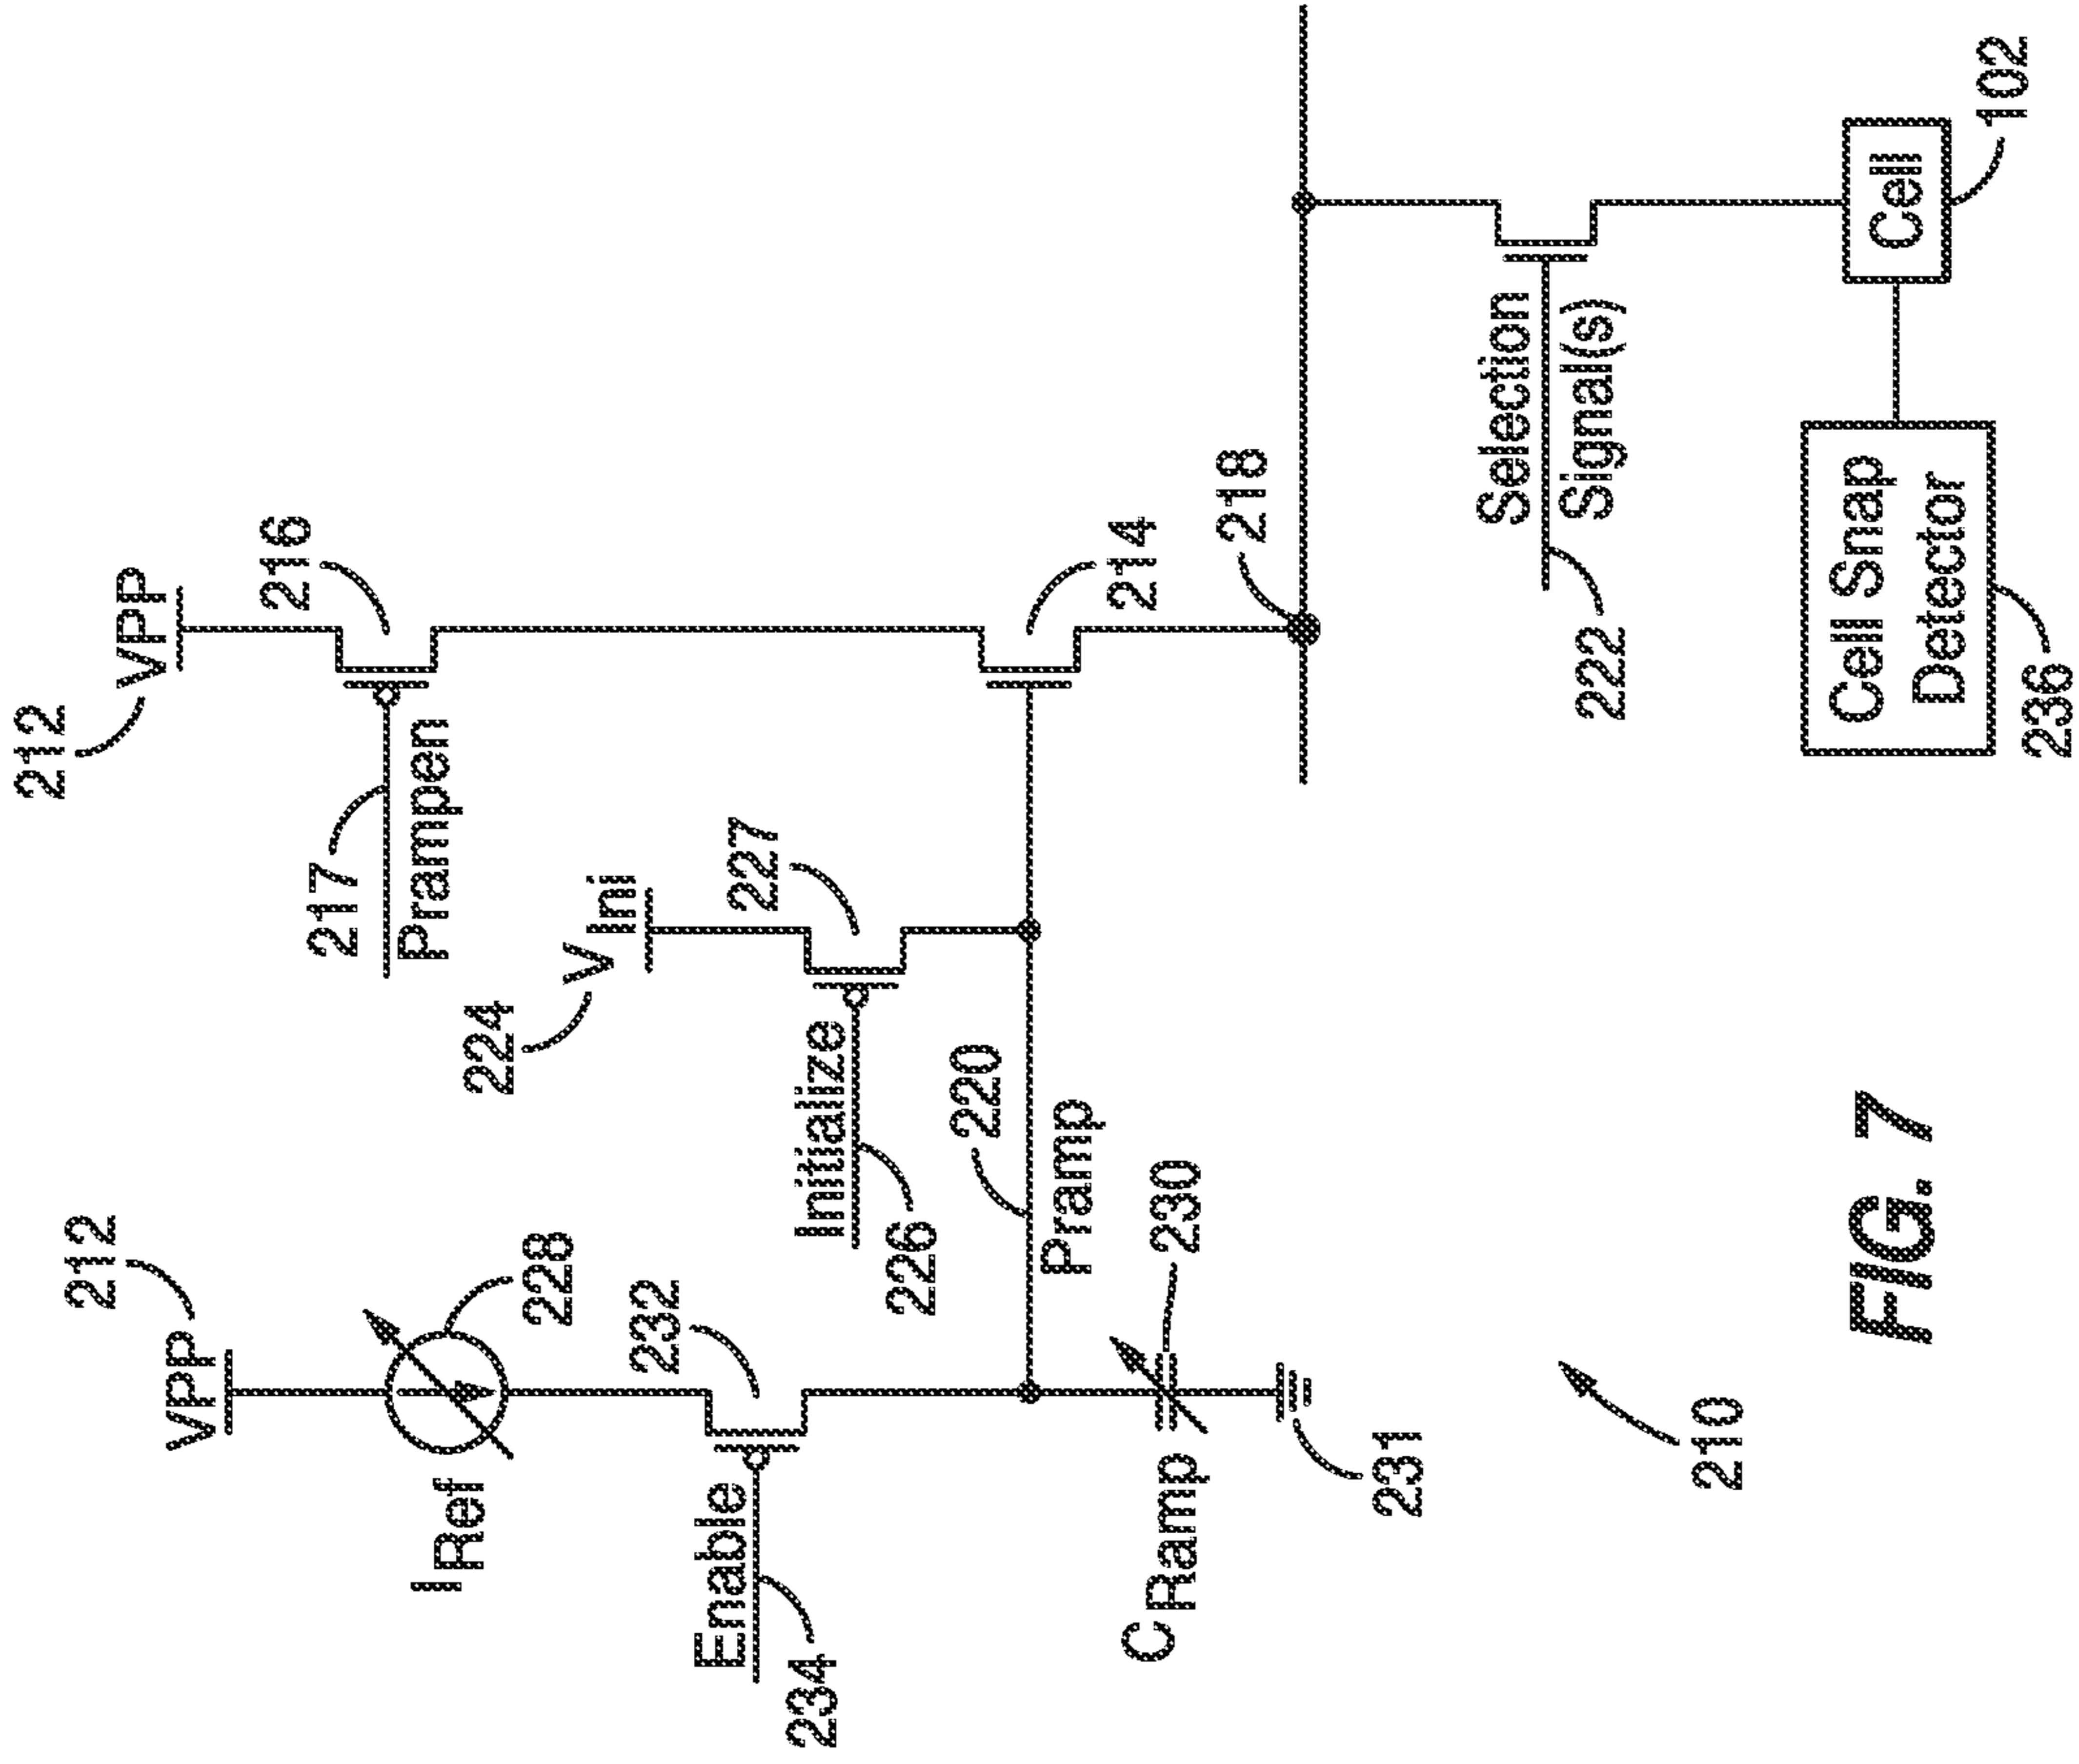 212
VPP
216
217
Prampen
212
VPP
228
I Ref
224
V Ini
227
Initialize
226
232
Enable
234
220
Pramp
214
218
230
C Ramp
231
Selection
Signal(s)
222
Cell
102
Cell Snap
Detector
236
210
FIG. 7